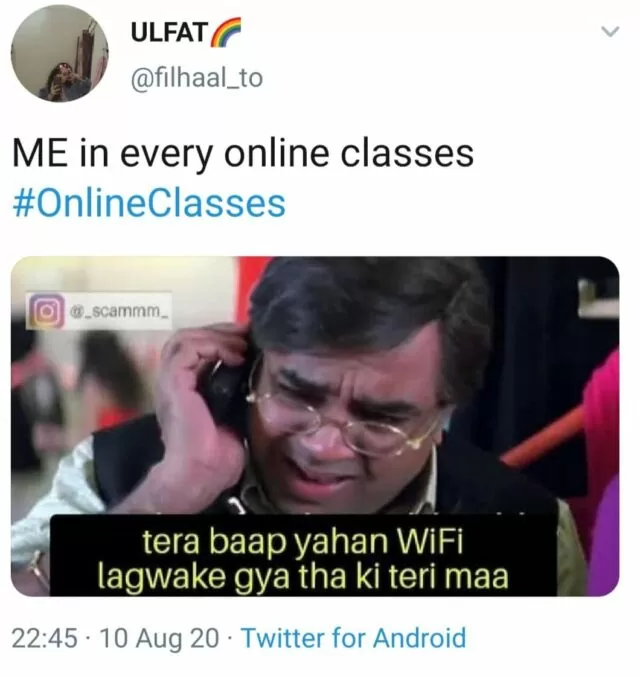 ULFAT🌈
@filhaal_to
ME in every online classes
#OnlineClasses
@_scammm_
tera baap yahan WiFi
lagwake gya tha ki teri maa
22:45 · 10 Aug 20 · Twitter for Android